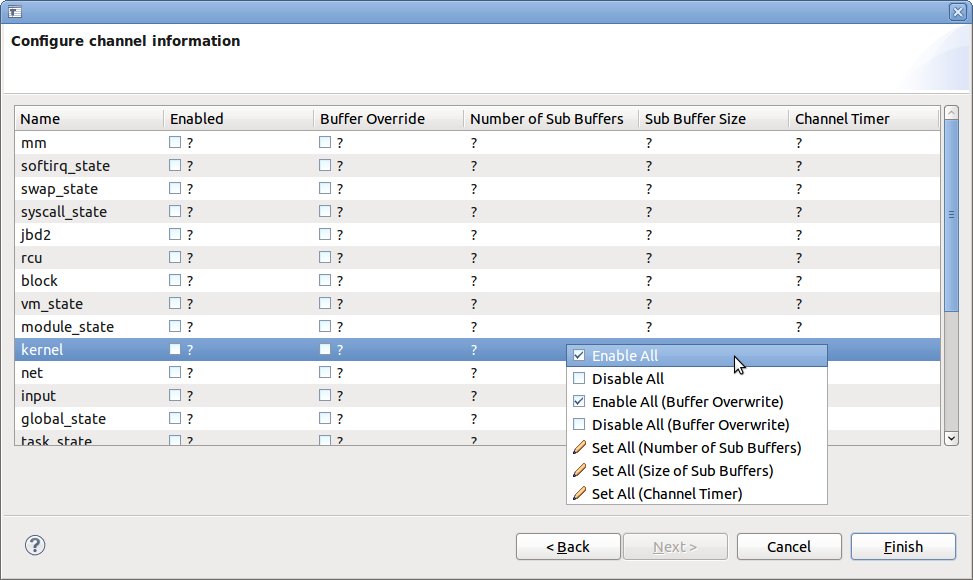 Configure channel information
Name Enabled Buffer Override Number of Sub Buffers Sub Buffer Size Channel Timer
mm ? ? ? ? ?
softirq_state ? ? ? ? ?
swap_state ? ? ? ? ?
syscall_state ? ? ? ? ?
jbd2 ? ? ? ? ?
rcu ? ? ? ? ?
block ? ? ? ? ?
vm_state ? ? ? ? ?
module_state ? ? ? ? ?
kernel ? ? ?
Enable All
net ? ? ?
Disable All
input ? ? ?
Enable All (Buffer Overwrite)
global_state ? ? ?
Disable All (Buffer Overwrite)
task_state ? ? ?
Set All (Number of Sub Buffers)
Set All (Size of Sub Buffers)
Set All (Channel Timer)
? < Back Next > Cancel Finish